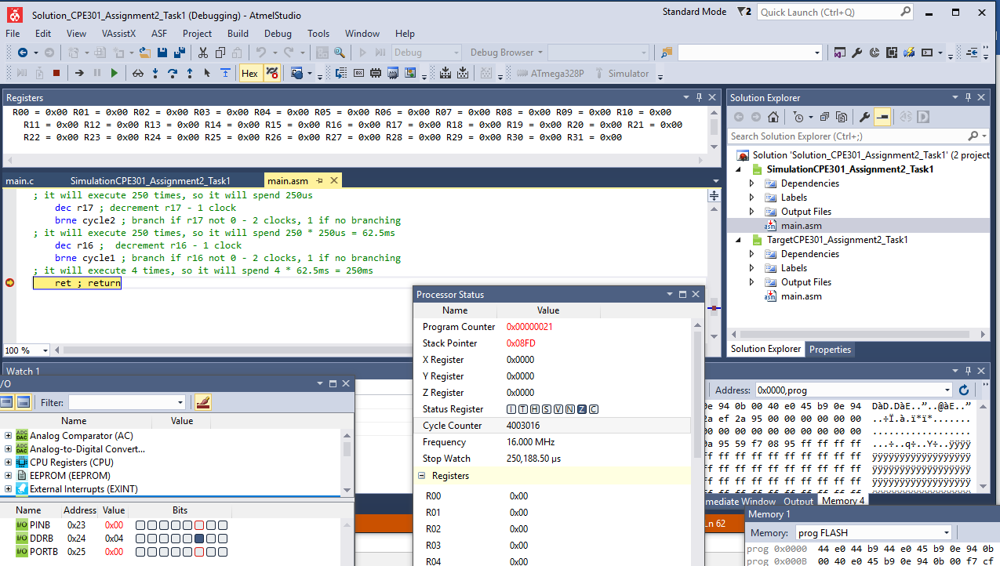 Solution_CPE301_Assignment2_Task1 (Debugging) - AtmelStudio
Standard Mode
2
Quick Launch (Ctrl+Q)
File Edit View VAssistX ASF Project Build Debug Tools Window Help
Debug Debug Browser
Hex ATmega328P Simulator
Registers
R00 = 0x00 R01 = 0x00 R02 = 0x00 R03 = 0x00 R04 = 0x00 R05 = 0x00 R06 = 0x00 R07 = 0x00 R08 = 0x00 R09 = 0x00 R10 = 0x00
R11 = 0x00 R12 = 0x00 R13 = 0x00 R14 = 0x00 R15 = 0x00 R16 = 0x00 R17 = 0x00 R18 = 0x00 R19 = 0x00 R20 = 0x00 R21 = 0x00
R22 = 0x00 R23 = 0x00 R24 = 0x00 R25 = 0x00 R26 = 0x00 R27 = 0x00 R28 = 0x00 R29 = 0x00 R30 = 0x00 R31 = 0x00
main.c SimulationCPE301_Assignment2_Task1 main.asm
; it will execute 250 times, so it will spend 250us
dec r17 ; decrement r17 - 1 clock
brne cycle2 ; branch if r17 not 0 - 2 clocks, 1 if no branching
; it will execute 250 times, so it will spend 250 * 250us = 62.5ms
dec r16 ;  decrement r16 - 1 clock
brne cycle1 ; branch if r16 not 0 - 2 clocks, 1 if no branching
; it will execute 4 times, so it will spend 4 * 62.5ms = 250ms
ret ; return
100 %
Solution Explorer
Search Solution Explorer (Ctrl+;)
Solution 'Solution_CPE301_Assignment2_Task1' (2 project
SimulationCPE301_Assignment2_Task1
Dependencies
Labels
Output Files
main.asm
TargetCPE301_Assignment2_Task1
Dependencies
Labels
Output Files
main.asm
Solution Explorer Properties
Processor Status
Name Value
Program Counter 0x00000021
Stack Pointer 0x08FD
X Register 0x0000
Y Register 0x0000
Z Register 0x0000
Status Register I T H S V N Z C
Cycle Counter 4003016
Frequency 16.000 MHz
Stop Watch 250,188.50 µs
Registers
R00 0x00
R01 0x00
R02 0x00
R03 0x00
R04 0x00
Watch 1
I/O
Filter:
Name Value
Analog Comparator (AC)
Analog-to-Digital Convert...
CPU Registers (CPU)
EEPROM (EEPROM)
External Interrupts (EXINT)
Name Address Value Bits
I/O PINB 0x23 0x00
I/O DDRB 0x24 0x04
I/O PORTB 0x25 0x00
Address: 0x0000,prog
0e 94 0b 00 40 e0 45 b9 0e 94
2a ef 2a 95 00 00 00 00 00 00
00 00 00 00 00 00 00 00 00 00
0a 95 59 f7 08 95 ff ff ff ff
ff ff ff ff ff ff ff ff ff ff
ff ff ff ff ff ff ff ff ff ff
ff ff ff ff ff ff ff ff ff ff
mediate Window Output Memory 4
Ln 62
Memory 1
Memory: prog FLASH
prog 0x0000 44 e0 44 b9 44 e0 45 b9 0e 94 0b
prog 0x000B 00 40 e0 45 b9 0e 94 0b 00 f7 cf